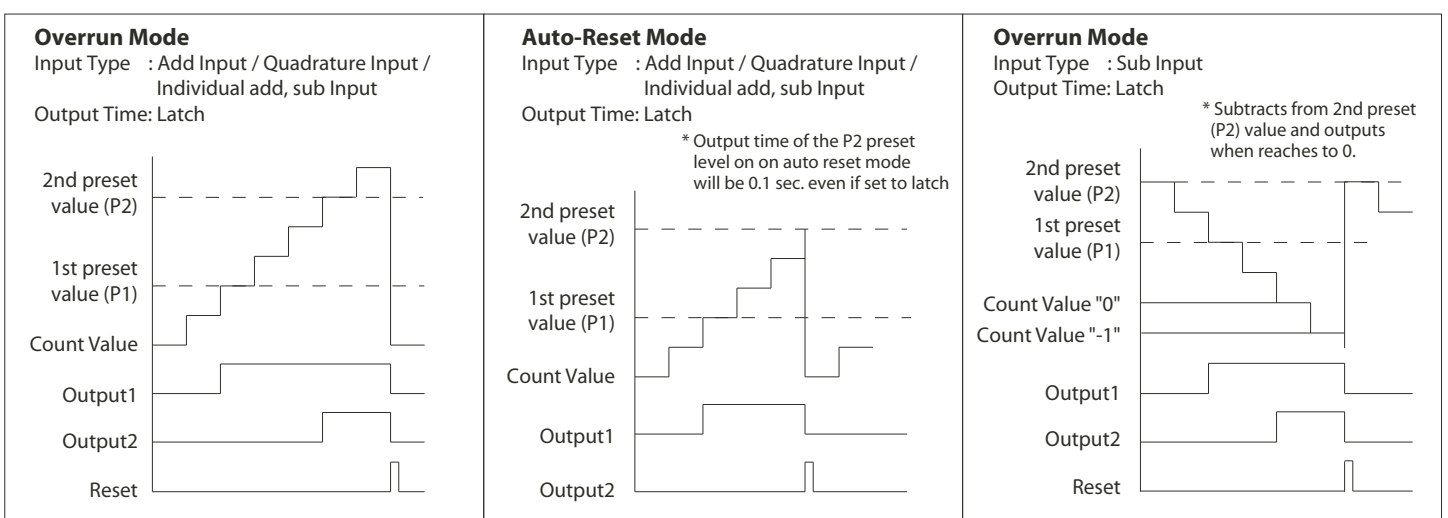 Overrun Mode
Input Type : Add Input / Quadrature Input /
Individual add, sub Input
Output Time: Latch
2nd preset
value (P2)
1st preset
value (P1)
Count Value
Output1
Output2
Reset
Auto-Reset Mode
Input Type : Add Input / Quadrature Input /
Individual add, sub Input
Output Time: Latch
* Output time of the P2 preset
level on on auto reset mode
will be 0.1 sec. even if set to latch
2nd preset
value (P2)
1st preset
value (P1)
Count Value
Output1
Output2
Overrun Mode
Input Type : Sub Input
Output Time: Latch
* Subtracts from 2nd preset
(P2) value and outputs
when reaches to 0.
2nd preset
value (P2)
1st preset
value (P1)
Count Value "0"
Count Value "-1"
Output1
Output2
Reset